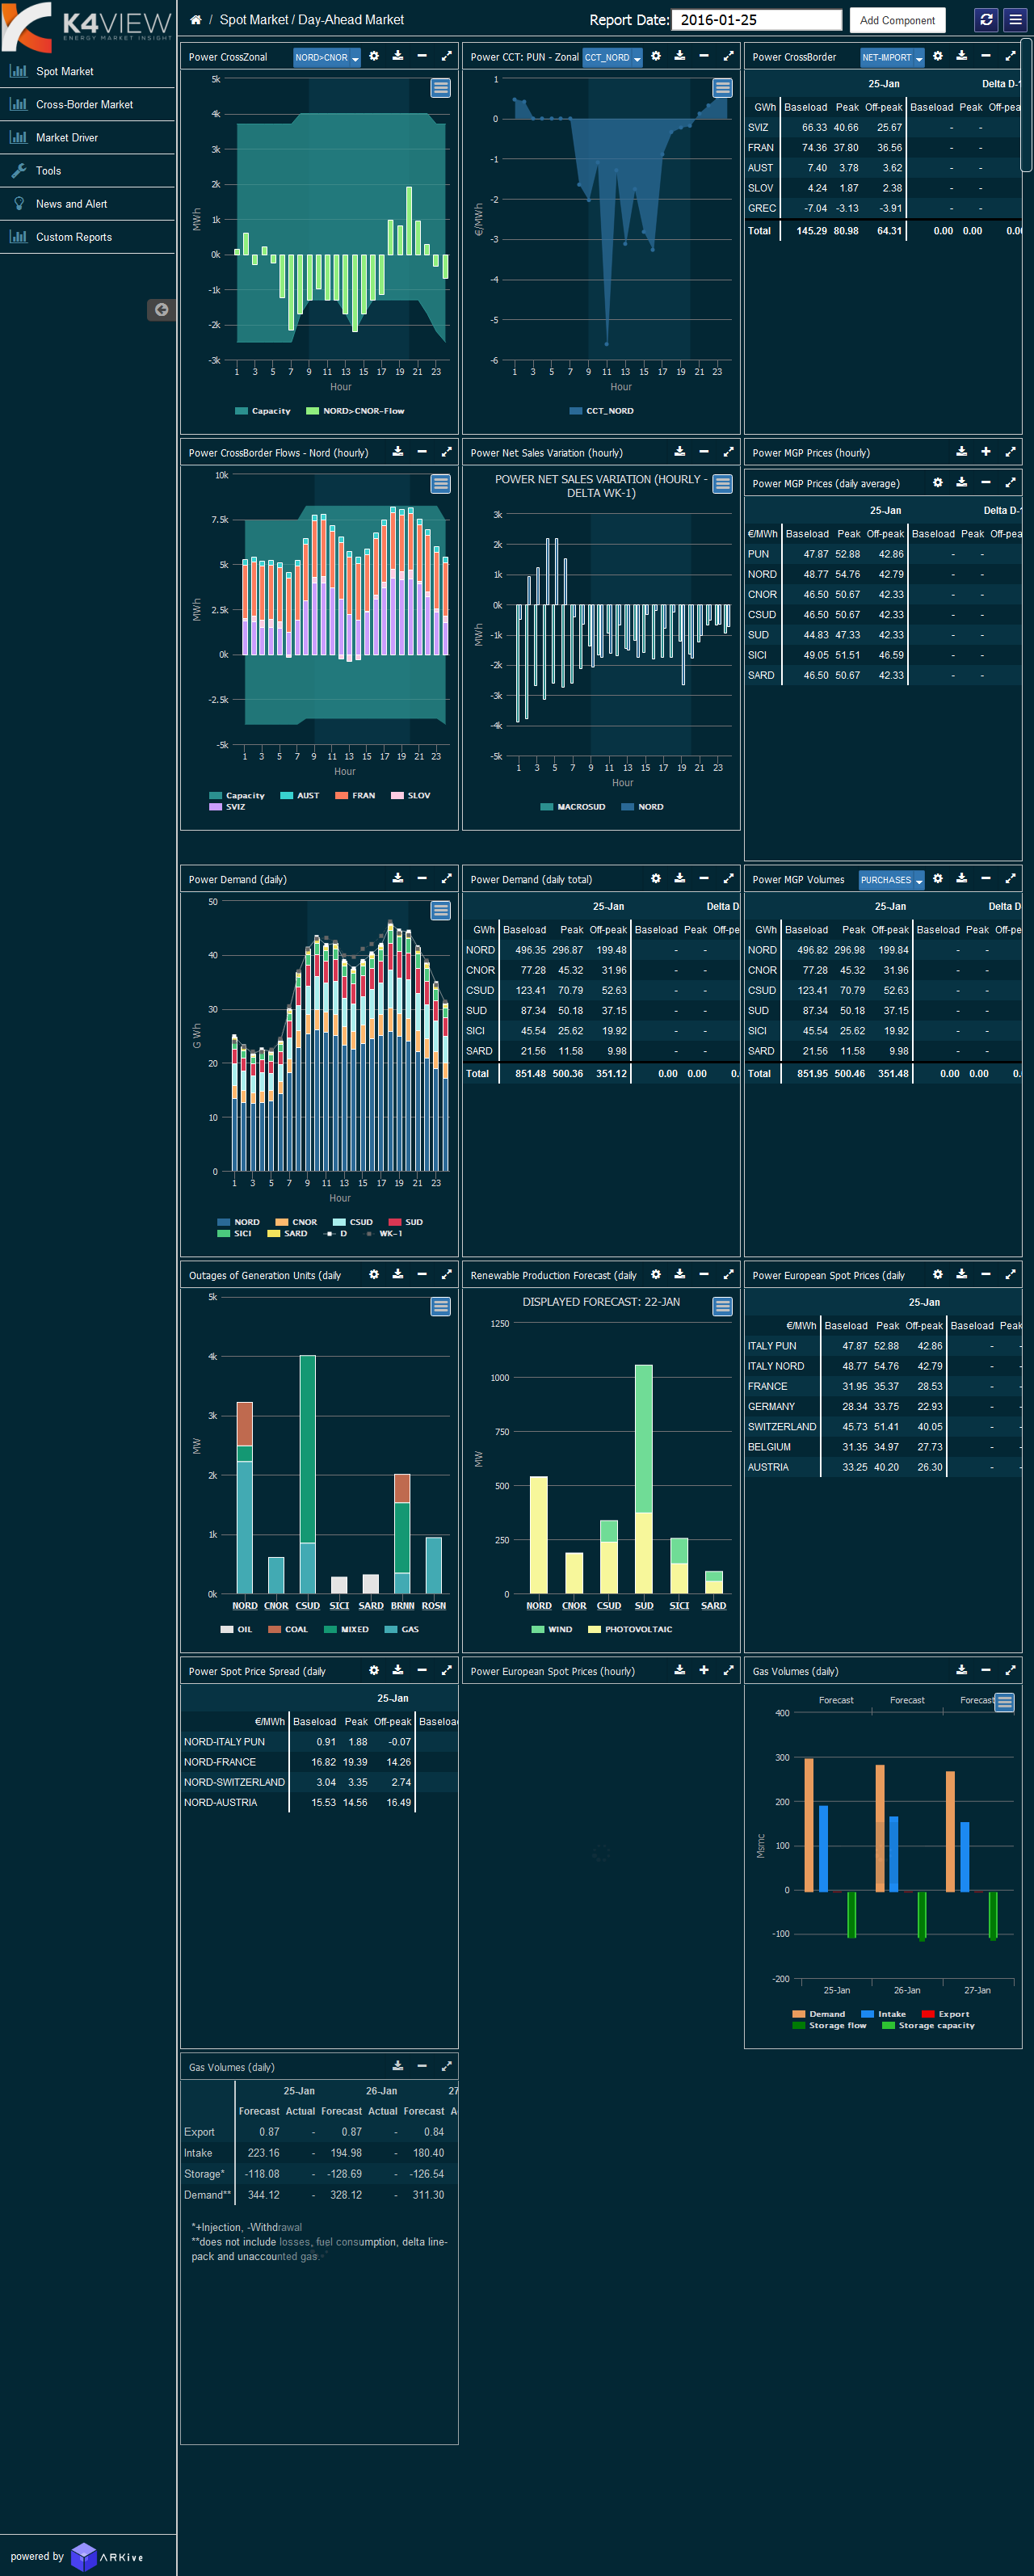 K4VIEW
ENERGY MARKET INSIGHT
Spot Market
Cross-Border Market
Market Driver
Tools
News and Alert
Custom Reports
/ Spot Market / Day-Ahead Market
Report Date: 2016-01-25
Add Component
Power CrossZonal NORD>CNOR
5k
4k
3k
2k
1k
0k
-1k
-2k
-3k
MWh
1 3 5 7 9 11 13 15 17 19 21 23
Hour
Capacity NORD>CNOR-Flow
Power CCT: PUN - Zonal CCT_NORD
1
0
-1
-2
-3
-4
-5
-6
€/MWh
1 3 5 7 9 11 13 15 17 19 21 23
Hour
CCT_NORD
Power CrossBorder NET-IMPORT
25-Jan Delta D-1
GWh Baseload Peak Off-peak Baseload Peak Off-pea
SVIZ 66.33 40.66 25.67 - -
FRAN 74.36 37.80 36.56 - -
AUST 7.40 3.78 3.62 - -
SLOV 4.24 1.87 2.38 - -
GREC -7.04 -3.13 -3.91 - -
Total 145.29 80.98 64.31 0.00 0.00 0.00
Power CrossBorder Flows - Nord (hourly)
10k
7.5k
5k
2.5k
0k
-2.5k
-5k
MWh
1 3 5 7 9 11 13 15 17 19 21 23
Hour
Capacity AUST FRAN SLOV
SVIZ
Power Net Sales Variation (hourly)
POWER NET SALES VARIATION (HOURLY -
DELTA WK-1)
3k
2k
1k
0k
-1k
-2k
-3k
-4k
-5k
MWh
1 3 5 7 9 11 13 15 17 19 21 23
Hour
MACROSUD NORD
Power MGP Prices (hourly)
Power MGP Prices (daily average)
25-Jan Delta D-1
€/MWh Baseload Peak Off-peak Baseload Peak Off-pea
PUN 47.87 52.88 42.86 - -
NORD 48.77 54.76 42.79 - -
CNOR 46.50 50.67 42.33 - -
CSUD 46.50 50.67 42.33 - -
SUD 44.83 47.33 42.33 - -
SICI 49.05 51.51 46.59 - -
SARD 46.50 50.67 42.33 - -
Power Demand (daily)
50
40
30
20
10
0
G Wh
1 3 5 7 9 11 13 15 17 19 21 23
Hour
NORD CNOR CSUD SUD
SICI SARD D WK-1
Power Demand (daily total)
25-Jan Delta D
GWh Baseload Peak Off-peak Baseload Peak Off-pe
NORD 496.35 296.87 199.48 - -
CNOR 77.28 45.32 31.96 - -
CSUD 123.41 70.79 52.63 - -
SUD 87.34 50.18 37.15 - -
SICI 45.54 25.62 19.92 - -
SARD 21.56 11.58 9.98 - -
Total 851.48 500.36 351.12 0.00 0.00 0.
Power MGP Volumes PURCHASES
25-Jan Delta D
GWh Baseload Peak Off-peak Baseload Peak Off-pe
NORD 496.82 296.98 199.84 - -
CNOR 77.28 45.32 31.96 - -
CSUD 123.41 70.79 52.63 - -
SUD 87.34 50.18 37.15 - -
SICI 45.54 25.62 19.92 - -
SARD 21.56 11.58 9.98 - -
Total 851.95 500.46 351.48 0.00 0.00 0.
Outages of Generation Units (daily
5k
4k
3k
2k
1k
0k
MW
NORD CNOR CSUD SICI SARD BRNN ROSN
OIL COAL MIXED GAS
Renewable Production Forecast (daily
DISPLAYED FORECAST: 22-JAN
1250
1000
750
500
250
0
MW
NORD CNOR CSUD SUD SICI SARD
WIND PHOTOVOLTAIC
Power European Spot Prices (daily
25-Jan
€/MWh Baseload Peak Off-peak Baseload Peak
ITALY PUN 47.87 52.88 42.86 - -
ITALY NORD 48.77 54.76 42.79 - -
FRANCE 31.95 35.37 28.53 - -
GERMANY 28.34 33.75 22.93 - -
SWITZERLAND 45.73 51.41 40.05 - -
BELGIUM 31.35 34.97 27.73 - -
AUSTRIA 33.25 40.20 26.30 - -
Power Spot Price Spread (daily
25-Jan
€/MWh Baseload Peak Off-peak Baseload
NORD-ITALY PUN 0.91 1.88 -0.07
NORD-FRANCE 16.82 19.39 14.26
NORD-SWITZERLAND 3.04 3.35 2.74
NORD-AUSTRIA 15.53 14.56 16.49
Power European Spot Prices (hourly)
Gas Volumes (daily)
Forecast Forecast Forecast
400
300
200
100
0
-100
-200
Msmc
25-Jan 26-Jan 27-Jan
Demand Intake Export
Storage flow Storage capacity
Gas Volumes (daily)
25-Jan 26-Jan 27
Forecast Actual Forecast Actual Forecast A
Export 0.87 - 0.87 - 0.84
Intake 223.16 - 194.98 - 180.40
Storage* -118.08 - -128.69 - -126.54
Demand** 344.12 - 328.12 - 311.30
*+Injection, -Withdrawal
**does not include losses, fuel consumption, delta line-
pack and unaccounted gas.
powered by ARKive